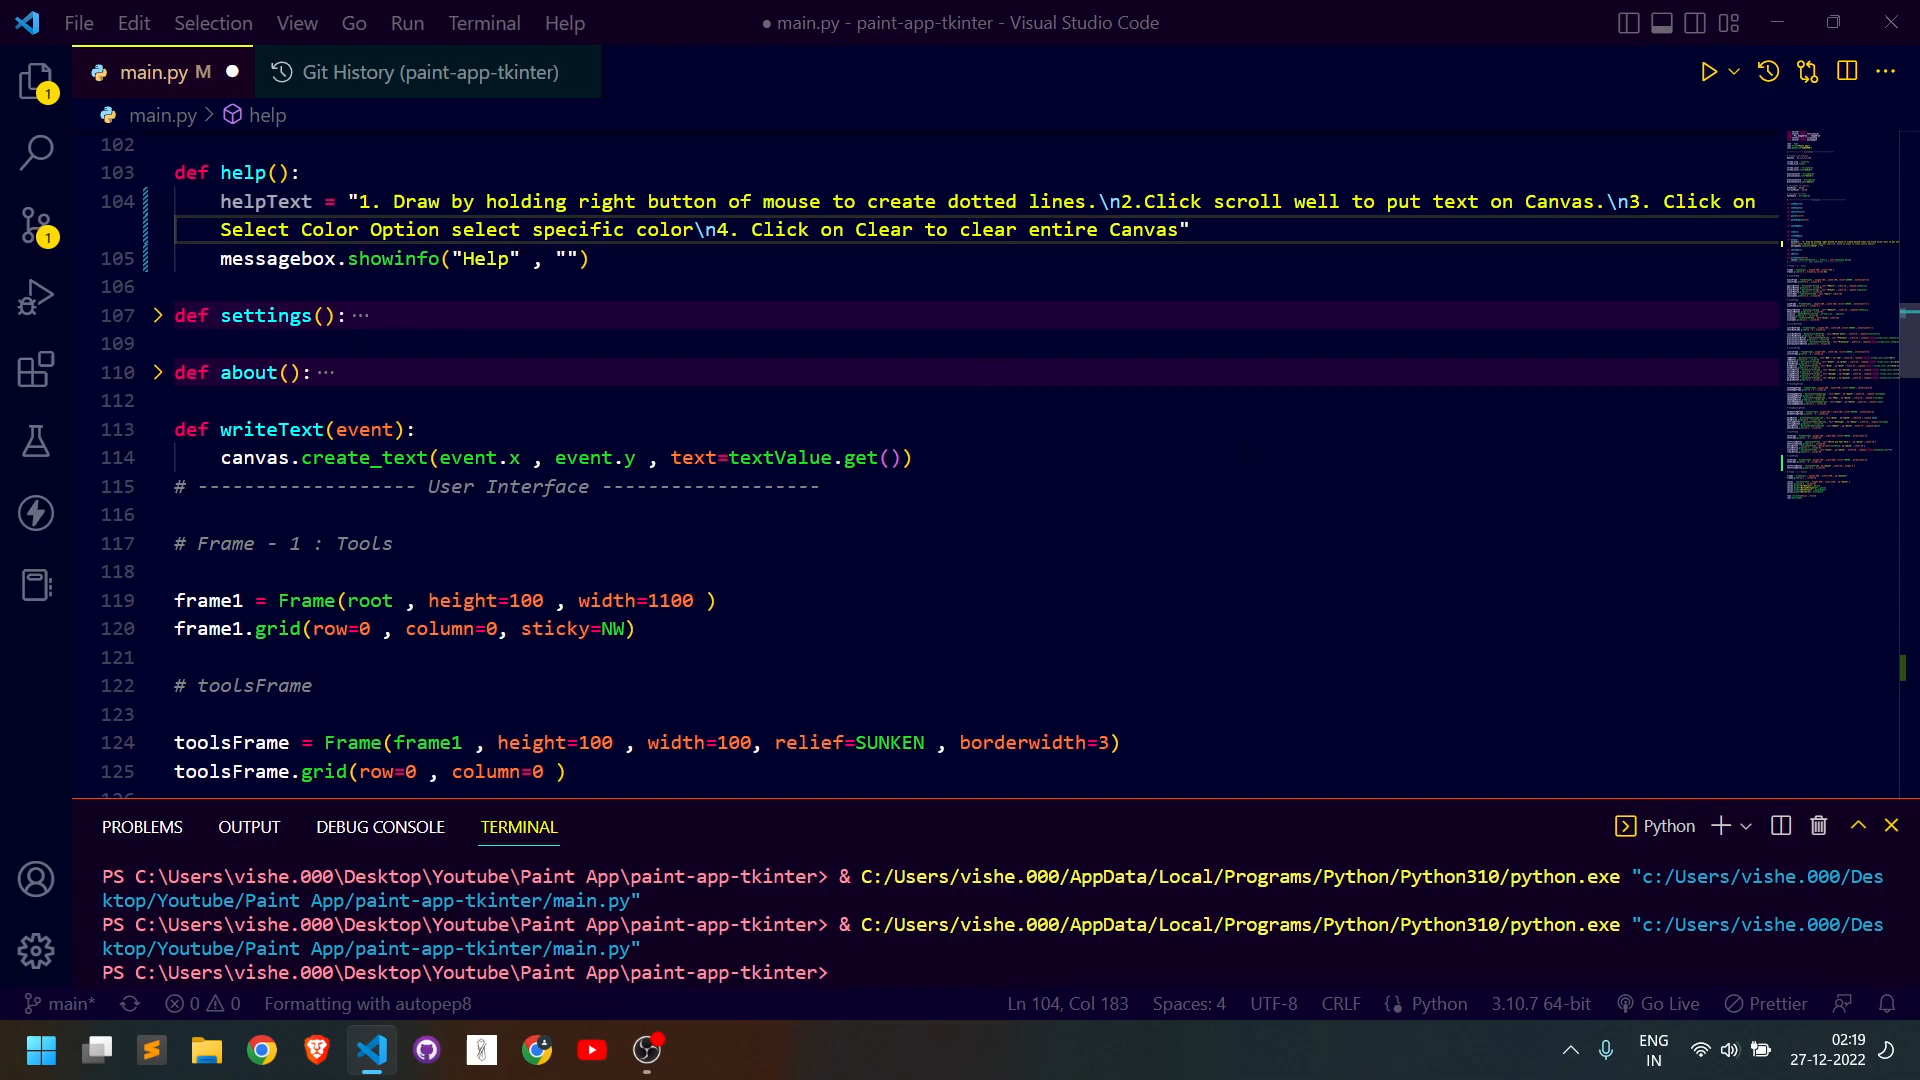 File Edit Selection View Go Run Terminal Help
● main.py - paint-app-tkinter - Visual Studio Code
main.py M
Git History (paint-app-tkinter)
main.py > help
1
1
102
103 def help():
104 helpText = "1. Draw by holding right button of mouse to create dotted lines.\n2.Click scroll well to put text on Canvas.\n3. Click on
Select Color Option select specific color\n4. Click on Clear to clear entire Canvas"
105 messagebox.showinfo("Help" , "")
106
107 def settings():···
109
110 def about():···
112
113 def writeText(event):
114 canvas.create_text(event.x , event.y , text=textValue.get())
115 # ------------------- User Interface -------------------
116
117 # Frame - 1 : Tools
118
119 frame1 = Frame(root , height=100 , width=1100 )
120 frame1.grid(row=0 , column=0, sticky=NW)
121
122 # toolsFrame
123
124 toolsFrame = Frame(frame1 , height=100 , width=100, relief=SUNKEN , borderwidth=3)
125 toolsFrame.grid(row=0 , column=0 )
PROBLEMS OUTPUT DEBUG CONSOLE TERMINAL
Python
PS C:\Users\vishe.000\Desktop\Youtube\Paint App\paint-app-tkinter> & C:/Users/vishe.000/AppData/Local/Programs/Python/Python310/python.exe "c:/Users/vishe.000/Des
ktop/Youtube/Paint App/paint-app-tkinter/main.py"
PS C:\Users\vishe.000\Desktop\Youtube\Paint App\paint-app-tkinter> & C:/Users/vishe.000/AppData/Local/Programs/Python/Python310/python.exe "c:/Users/vishe.000/Des
ktop/Youtube/Paint App/paint-app-tkinter/main.py"
PS C:\Users\vishe.000\Desktop\Youtube\Paint App\paint-app-tkinter>
main* 0 0 Formatting with autopep8
Ln 104, Col 183 Spaces: 4 UTF-8 CRLF Python 3.10.7 64-bit Go Live Prettier
ENG
IN
02:19
27-12-2022